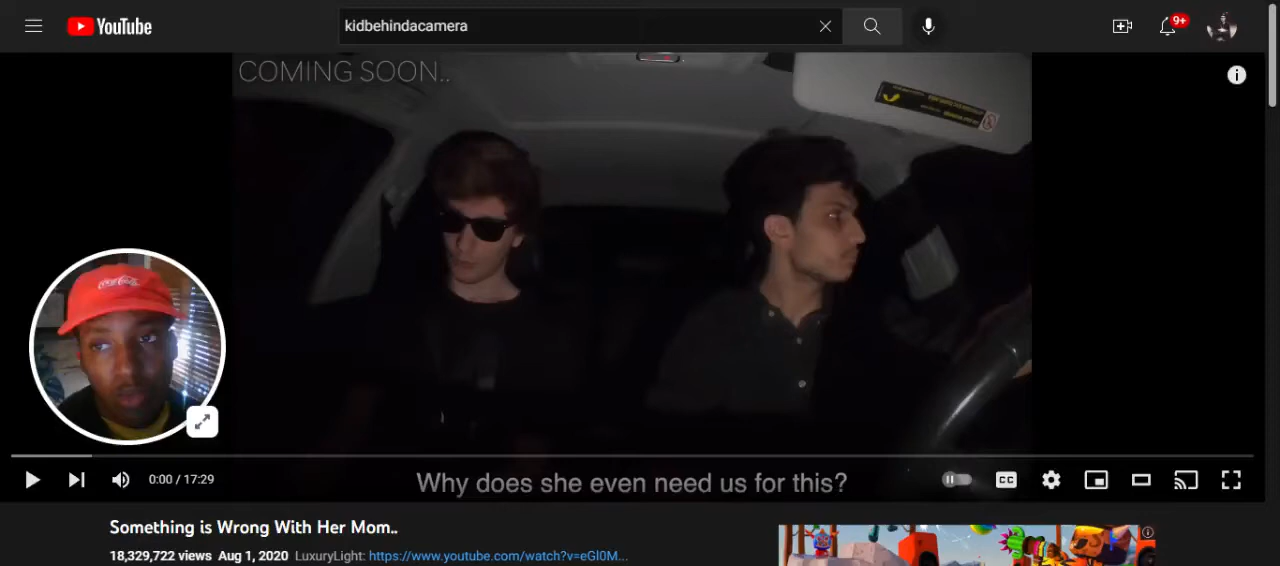 YouTube
kidbehindacamera
9+
COMING SOON..
Coca-Cola
Why does she even need us for this?
0:00 / 17:29
CC
Something is Wrong With Her Mom..
18,329,722 views Aug 1, 2020 LuxuryLight: https://www.youtube.com/watch?v=eGl0M...